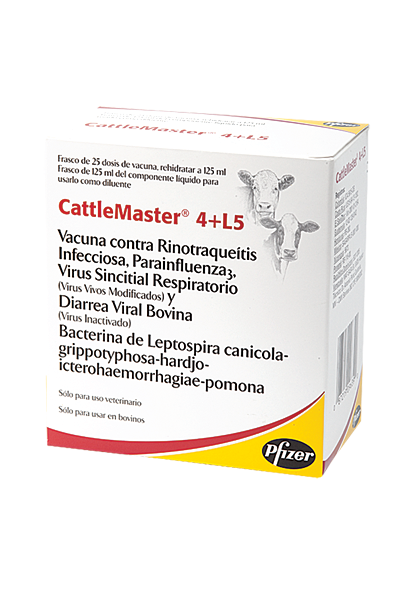 CattleMaster® 4+L5
Frasco de 25 dosis de vacuna, rehidratar a 125 ml
Frasco de 125 ml del componente líquido para
usarlo como diluente
CattleMaster® 4+L5
Vacuna contra Rinotraqueítis
Infecciosa, Parainfluenza3,
Virus Sincitial Respiratorio
(Virus Vivos Modificados) y
Diarrea Viral Bovina
(Virus Inactivado)
Bacterina de Leptospira canicola-
grippotyphosa-hardjo-
icterohaemorrhagiae-pomona
Sólo para uso veterinario
Sólo para usar en bovinos
Pfizer
CattleMaster® 4+L5